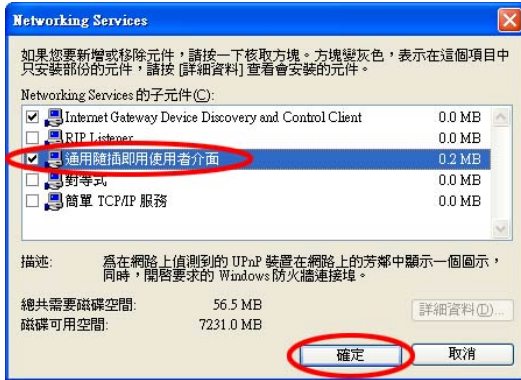 Networking Services
如果您要新增或移除元件，請按一下核取方塊。方塊變灰色，表示在這個項目中
只安裝部份的元件，請按 [詳細資料] 查看會安裝的元件。
Networking Services 的子元件(C):
Internet Gateway Device Discovery and Control Client 0.0 MB
RIP Listener 0.0 MB
通用隨插即用使用者介面 0.2 MB
對等式 0.0 MB
簡單 TCP/IP 服務 0.0 MB
描述: 為在網路上偵測到的 UPnP 裝置在網路上的芳鄰中顯示一個圖示，
同時，開啓要求的 Windows 防火牆連接埠。
總共需要磁碟空間: 56.5 MB
磁碟可用空間: 7231.0 MB
詳細資料(D)...
確定 取消